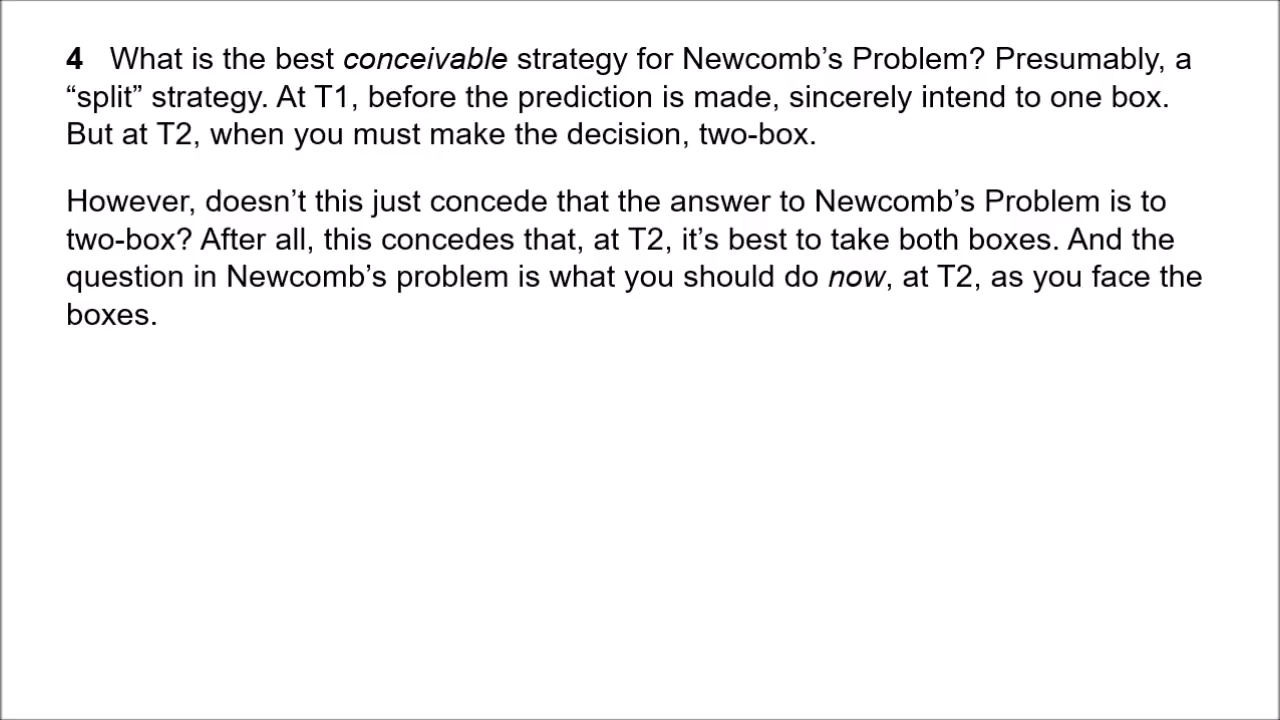 4 What is the best conceivable strategy for Newcomb’s Problem? Presumably, a
“split” strategy. At T1, before the prediction is made, sincerely intend to one box.
But at T2, when you must make the decision, two-box.
However, doesn’t this just concede that the answer to Newcomb’s Problem is to
two-box? After all, this concedes that, at T2, it’s best to take both boxes. And the
question in Newcomb’s problem is what you should do now, at T2, as you face the
boxes.